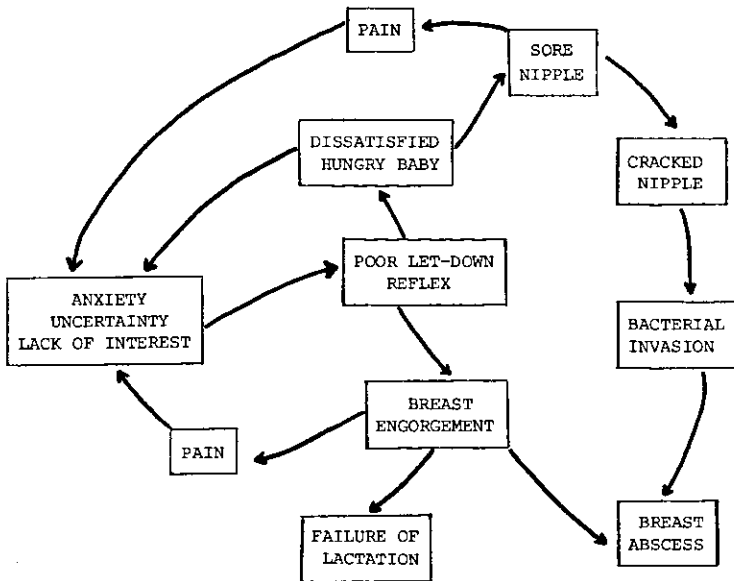 PAIN
SORE
NIPPLE
DISSATISFIED
HUNGRY BABY
CRACKED
NIPPLE
POOR LET-DOWN
REFLEX
ANXIETY
UNCERTAINTY
LACK OF INTEREST
BACTERIAL
INVASION
BREAST
ENGORGEMENT
PAIN
FAILURE OF
LACTATION
BREAST
ABSCESS